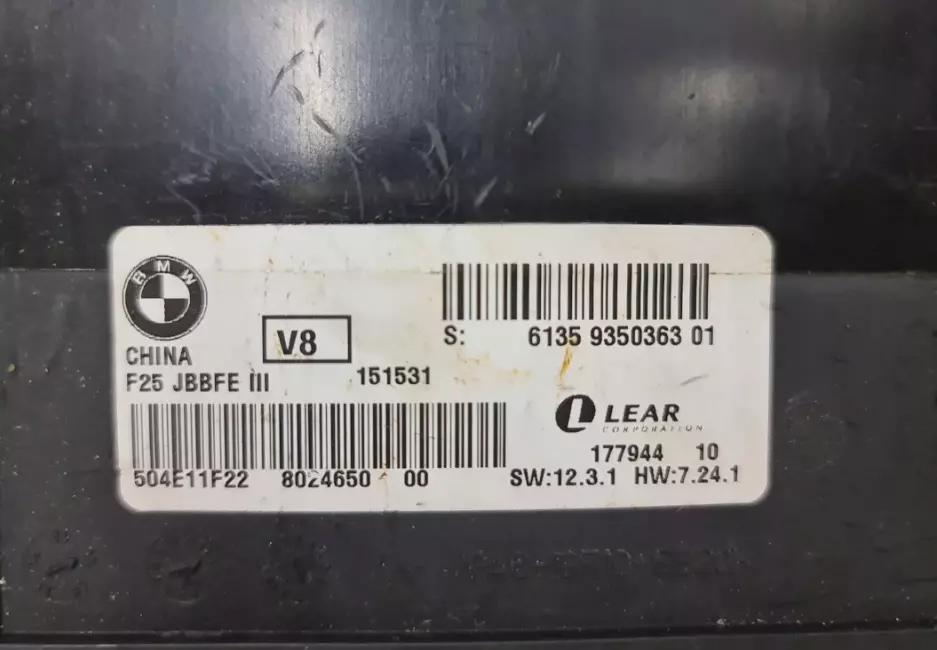 BMW
CHINA
V8
F25 JBBFE III
151531
S: 6135 9350363 01
LEAR
CORPORATION
177944 10
504E11F22 8024650 00
SW:12.3.1 HW:7.24.1